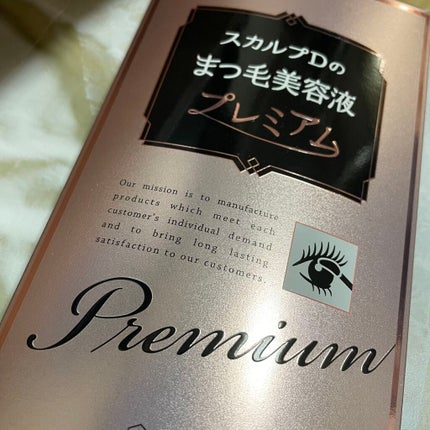 スカルプDの
まつ毛美容液
プレミアム
Our mission is to manufacture
products which meet each
customer's individual demand
and to bring long lasting
satisfaction to our customers.
Premium